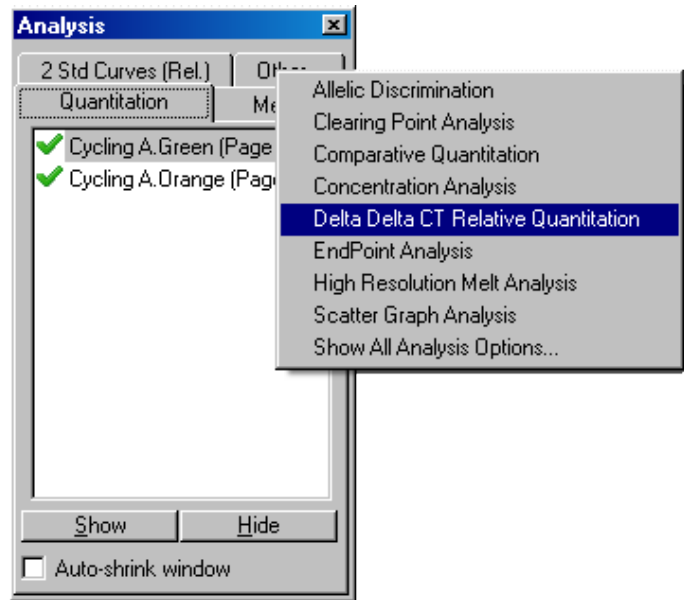 Analysis
2 Std Curves (Rel.)
Quantitation
Cycling A.Green (Page
Cycling A.Orange (Page
Allelic Discrimination
Clearing Point Analysis
Comparative Quantitation
Concentration Analysis
Delta Delta CT Relative Quantitation
EndPoint Analysis
High Resolution Melt Analysis
Scatter Graph Analysis
Show All Analysis Options...
Show Hide
Auto-shrink window